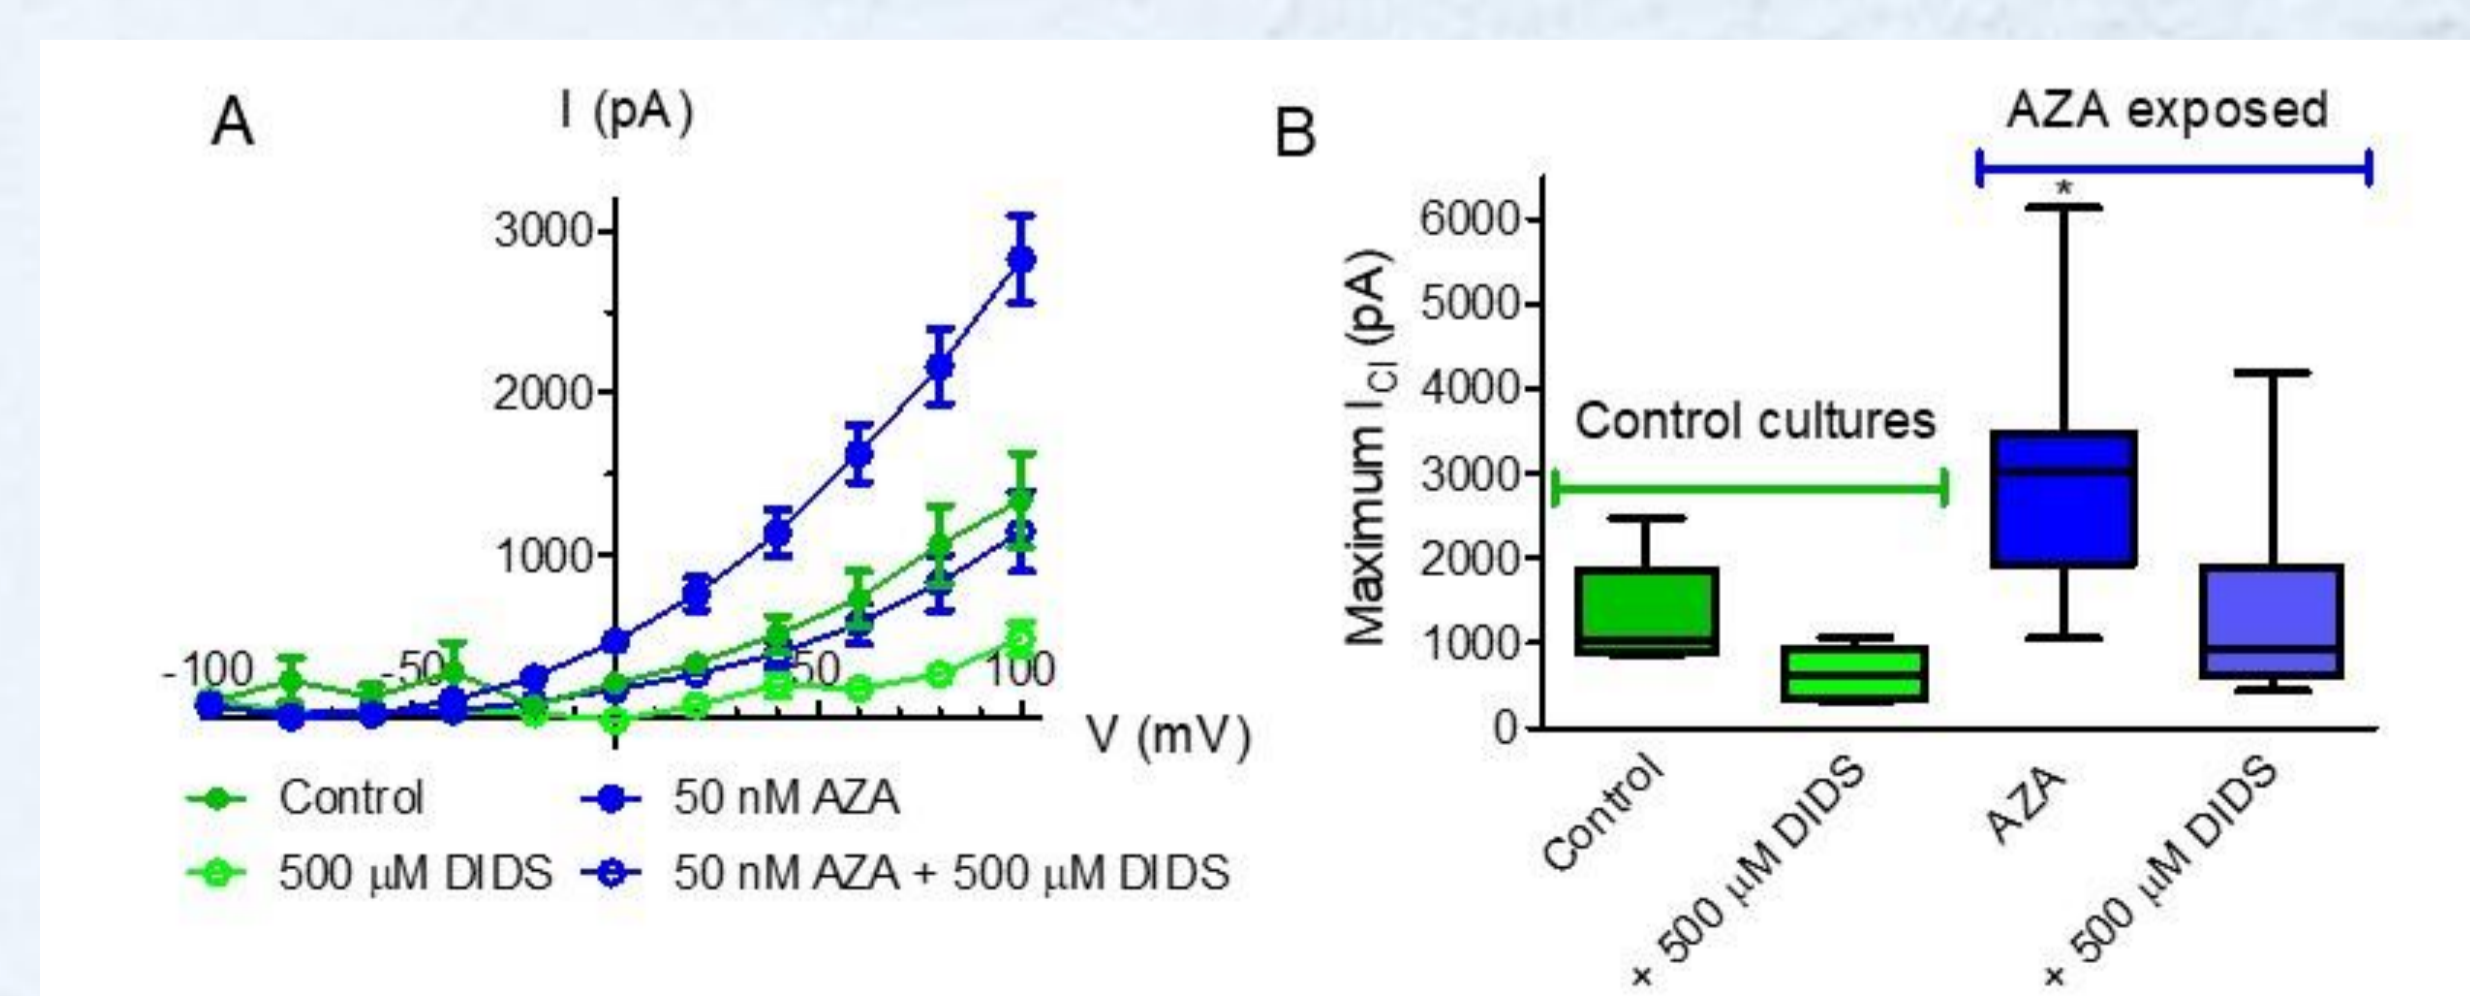 A
I (pA)
3000
2000
1000
-100
-50
50
100
V (mV)
Control
50 nM AZA
500 μM DIDS
50 nM AZA + 500 μM DIDS
B
AZA exposed
*
Maximum I Cl (pA)
6000
5000
4000
3000
2000
1000
0
Control cultures
Control
+ 500 μM DIDS
AZA
+ 500 μM DIDS